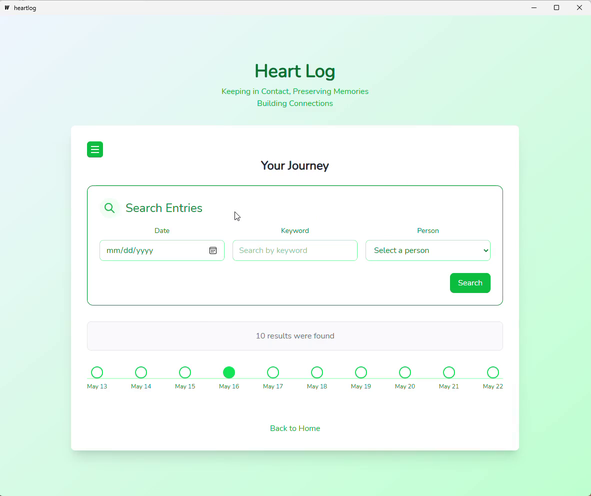 heartlog
Heart Log
Keeping in Contact, Preserving Memories
Building Connections
Your Journey
Search Entries
Date
Keyword
Person
mm/dd/yyyy
Search by keyword
Select a person
Search
10 results were found
May 13
May 14
May 15
May 16
May 17
May 18
May 19
May 20
May 21
May 22
Back to Home